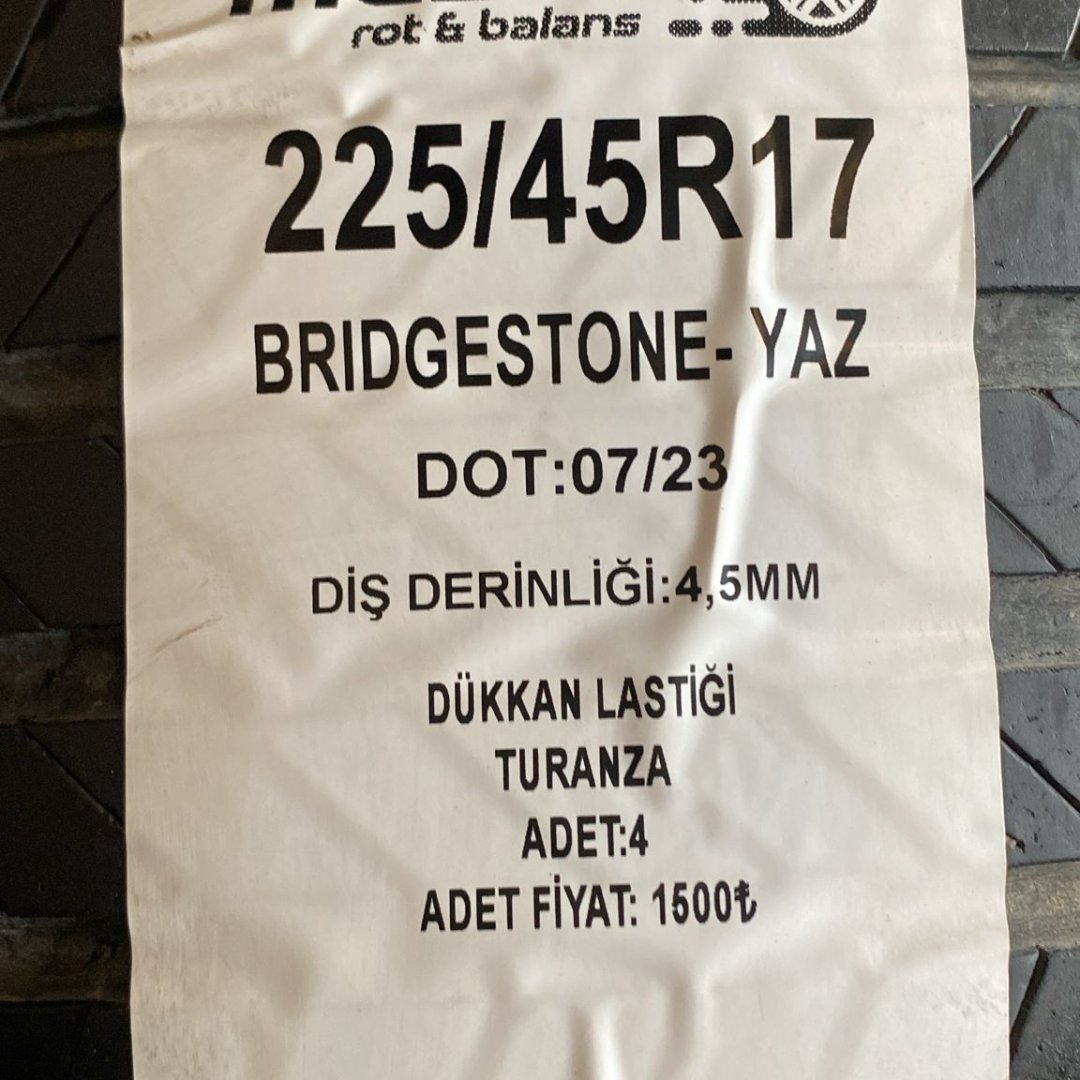 rot & balans
225/45R17
BRIDGESTONE- YAZ
DOT:07/23
DİŞ DERİNLİĞİ:4,5MM
DÜKKAN LASTİĞİ
TURANZA
ADET:4
ADET FİYAT: 1500₺